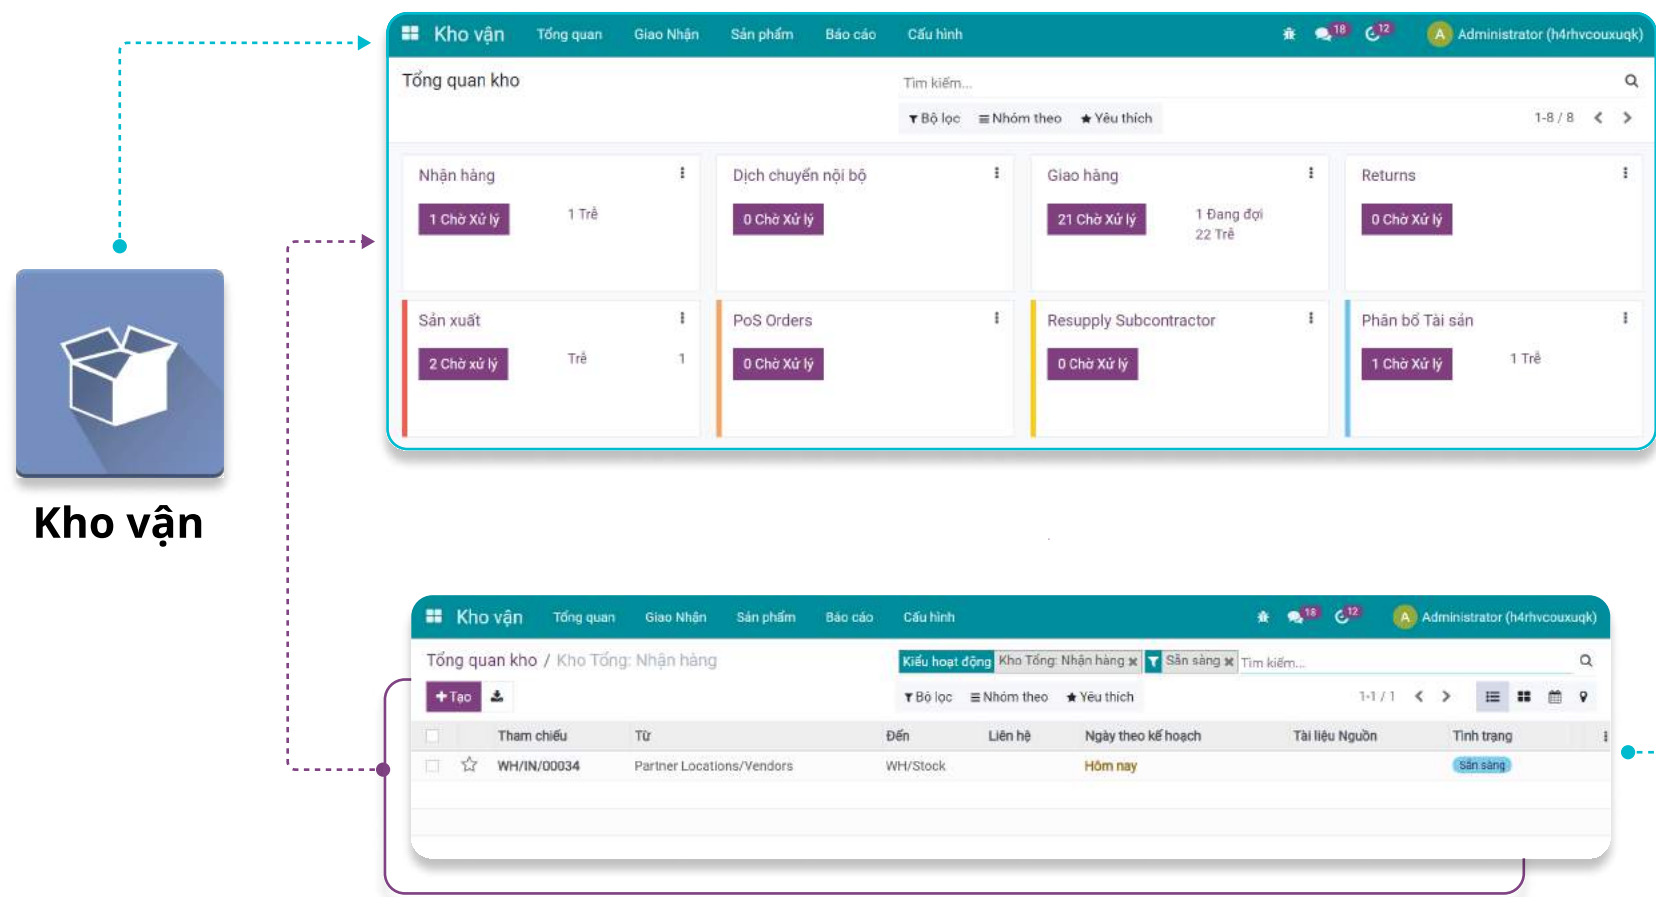 Kho vận Tổng quan Giao Nhận Sản phẩm Báo cáo Cấu hình 18 12 A Administrator (h4rhvcouxuqk)
Tổng quan kho Tìm kiếm...
Bộ lọc Nhóm theo Yêu thích 1-8 / 8
Nhận hàng Dịch chuyển nội bộ Giao hàng Returns
1 Chờ Xử lý 1 Trễ 0 Chờ Xử lý 21 Chờ Xử lý 1 Đang đợi 0 Chờ Xử lý
22 Trễ
Sản xuất PoS Orders Resupply Subcontractor Phân bổ Tài sản
2 Chờ xử lý Trễ 1 0 Chờ Xử lý 0 Chờ Xử lý 1 Chờ Xử lý 1 Trễ
Kho vận
Kho vận Tổng quan Giao Nhận Sản phẩm Báo cáo Cấu hình 18 12 A Administrator (h4rhvcouxuqk)
Tổng quan kho / Kho Tổng: Nhận hàng Kiểu hoạt động Kho Tổng: Nhận hàng × Sẵn sàng × Tìm kiếm...
+Tạo Bộ lọc Nhóm theo Yêu thích 1-1 / 1
Tham chiếu Từ Đến Liên hệ Ngày theo kế hoạch Tài liệu Nguồn Tình trạng
WH/IN/00034 Partner Locations/Vendors WH/Stock Hôm nay Sẵn sàng